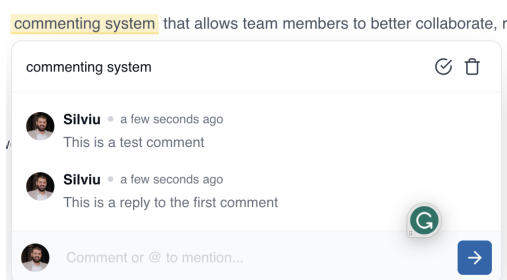 commenting system that allows team members to better collaborate, r
commenting system
Silviu • a few seconds ago
This is a test comment
Silviu • a few seconds ago
This is a reply to the first comment
Comment or @ to mention...